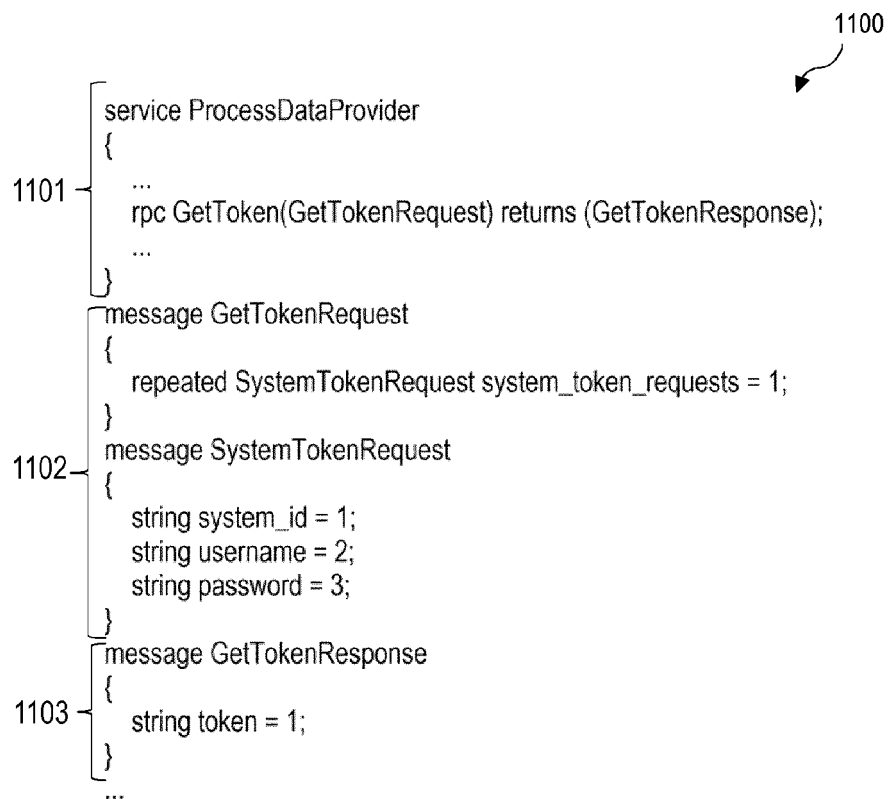 1100
service ProcessDataProvider
{
...
1101
rpc GetToken(GetTokenRequest) returns (GetTokenResponse);
...
}
message GetTokenRequest
{
repeated SystemTokenRequest system_token_requests = 1;
}
message SystemTokenRequest
1102
{
string system_id = 1;
string username = 2;
string password = 3;
}
message GetTokenResponse
{
1103
string token = 1;
}
...